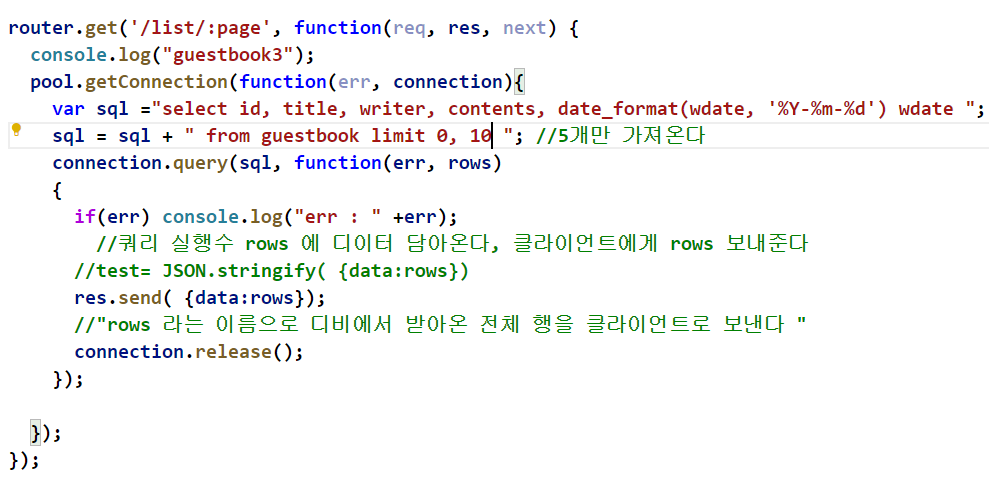 router.get('/list/:page', function(req, res, next) {
  console.log("guestbook3");
  pool.getConnection(function(err, connection){
    var sql ="select id, title, writer, contents, date_format(wdate, '%Y-%m-%d') wdate ";
    sql = sql + " from guestbook limit 0, 10 "; //5개만 가져온다
    connection.query(sql, function(err, rows)
    {
      if(err) console.log("err : " +err);
        //쿼리 실행수 rows 에 디이터 담아온다, 클라이언트에게 rows 보내준다
      //test= JSON.stringify( {data:rows})
      res.send( {data:rows});
      //"rows 라는 이름으로 디비에서 받아온 전체 행을 클라이언트로 보낸다 "
      connection.release();
    });
  });
});